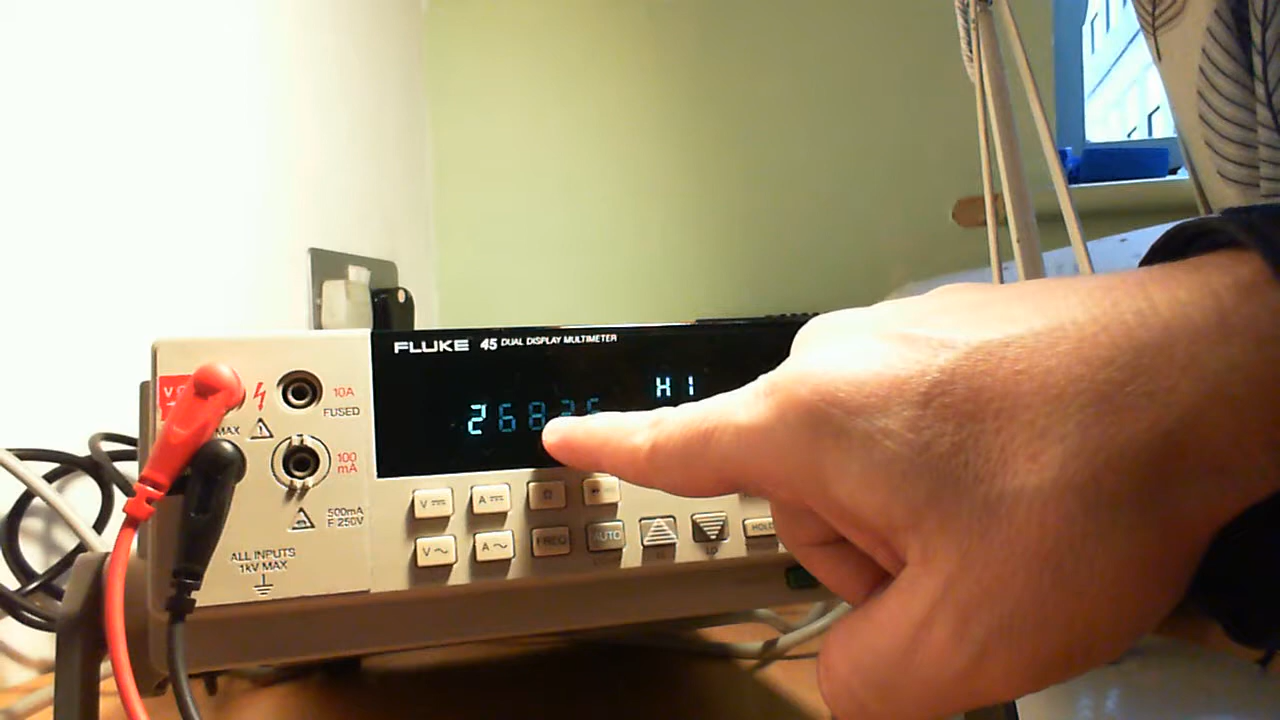 FLUKE 45 DUAL DISPLAY MULTIMETER
HI
V
10A
FUSED
MAX
100
mA
500mA
F 250V
ALL INPUTS
1kV MAX
V
A
Ω
V
A
FREQ
AUTO
HOLD
LO